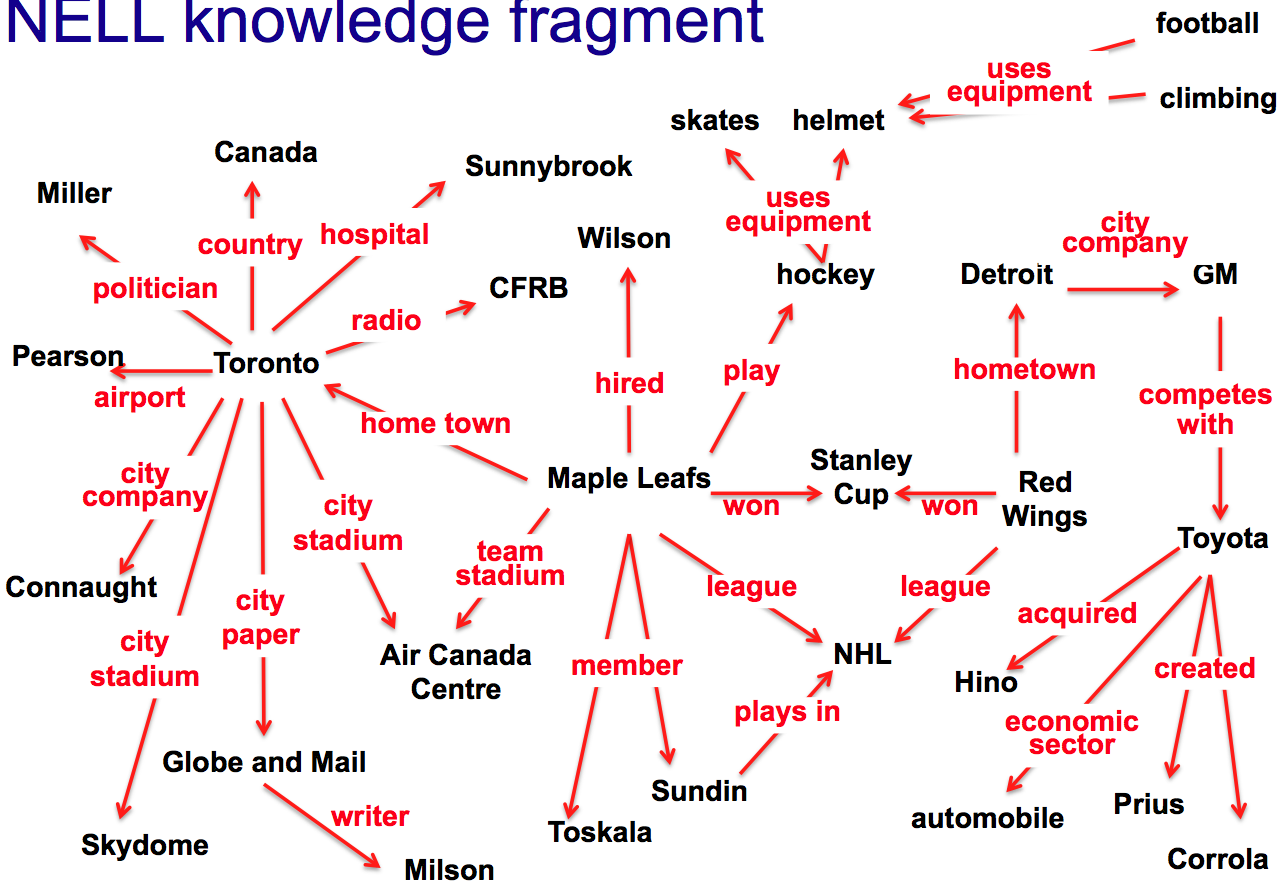 NELL knowledge fragment
football
uses
equipment
climbing
skates
helmet
Canada
Sunnybrook
Miller
uses
equipment
city
company
country
hospital
Wilson
hockey
Detroit
GM
politician
CFRB
radio
Pearson
Toronto
airport
hired
play
hometown
competes
with
home town
city
company
city
stadium
Maple Leafs
won
Stanley
Cup
won
Red
Wings
Toyota
team
stadium
league
league
Connaught
city
paper
acquired
city
stadium
Air Canada
Centre
member
NHL
Hino
created
plays in
economic
sector
Globe and Mail
Sundin
automobile
Prius
writer
Toskala
Skydome
Milson
Corrola